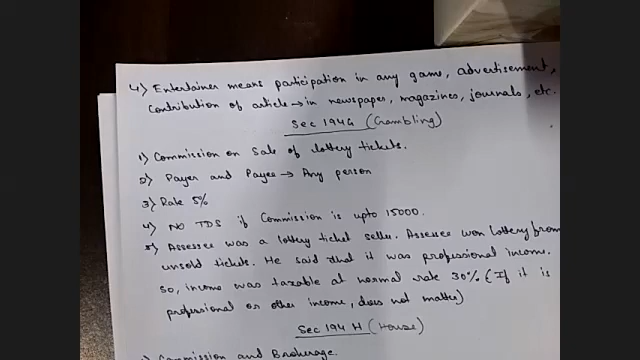 4) Entertainer means participation in any game, advertisement,
Contribution of article → in newspaper, magazines, journals, etc.
Sec 194G (Gambling)
1) Commission on Sale of lottery tickets.
2) Payer and Payee → Any person
3) Rate 5%
4) NO TDS if Commission is upto 15000.
5) Assessee was a lottery ticket seller. Assessee won lottery from
unsold tickets. He said that it was professional income.
So, income was taxable at normal rate 30% (If it is
professional or other income, does not matter)
Sec 194 H (House)
1) Commission and Brokerage.